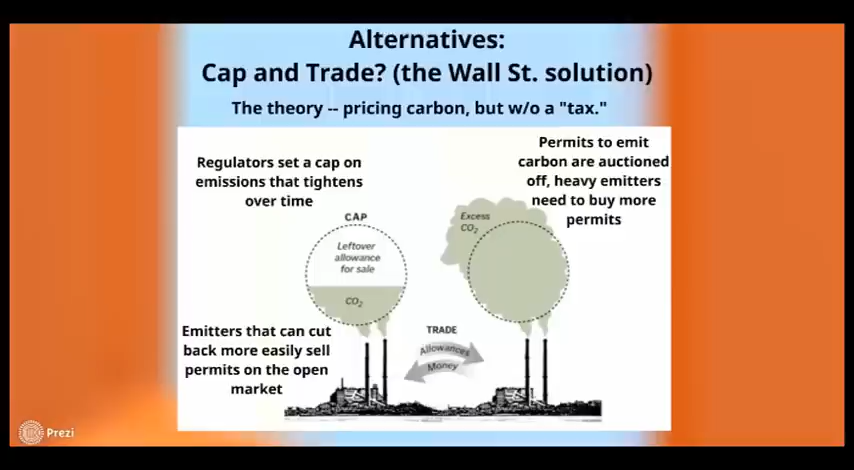 Alternatives:
Cap and Trade? (the Wall St. solution)
The theory -- pricing carbon, but w/o a "tax."
Regulators set a cap on
emissions that tightens
over time
Permits to emit
carbon are auctioned
off, heavy emitters
need to buy more
permits
CAP
Leftover
allowance
for sale
CO₂
Excess
CO₂
Emitters that can cut
back more easily sell
permits on the open
market
TRADE
Allowances
Money
Prezi